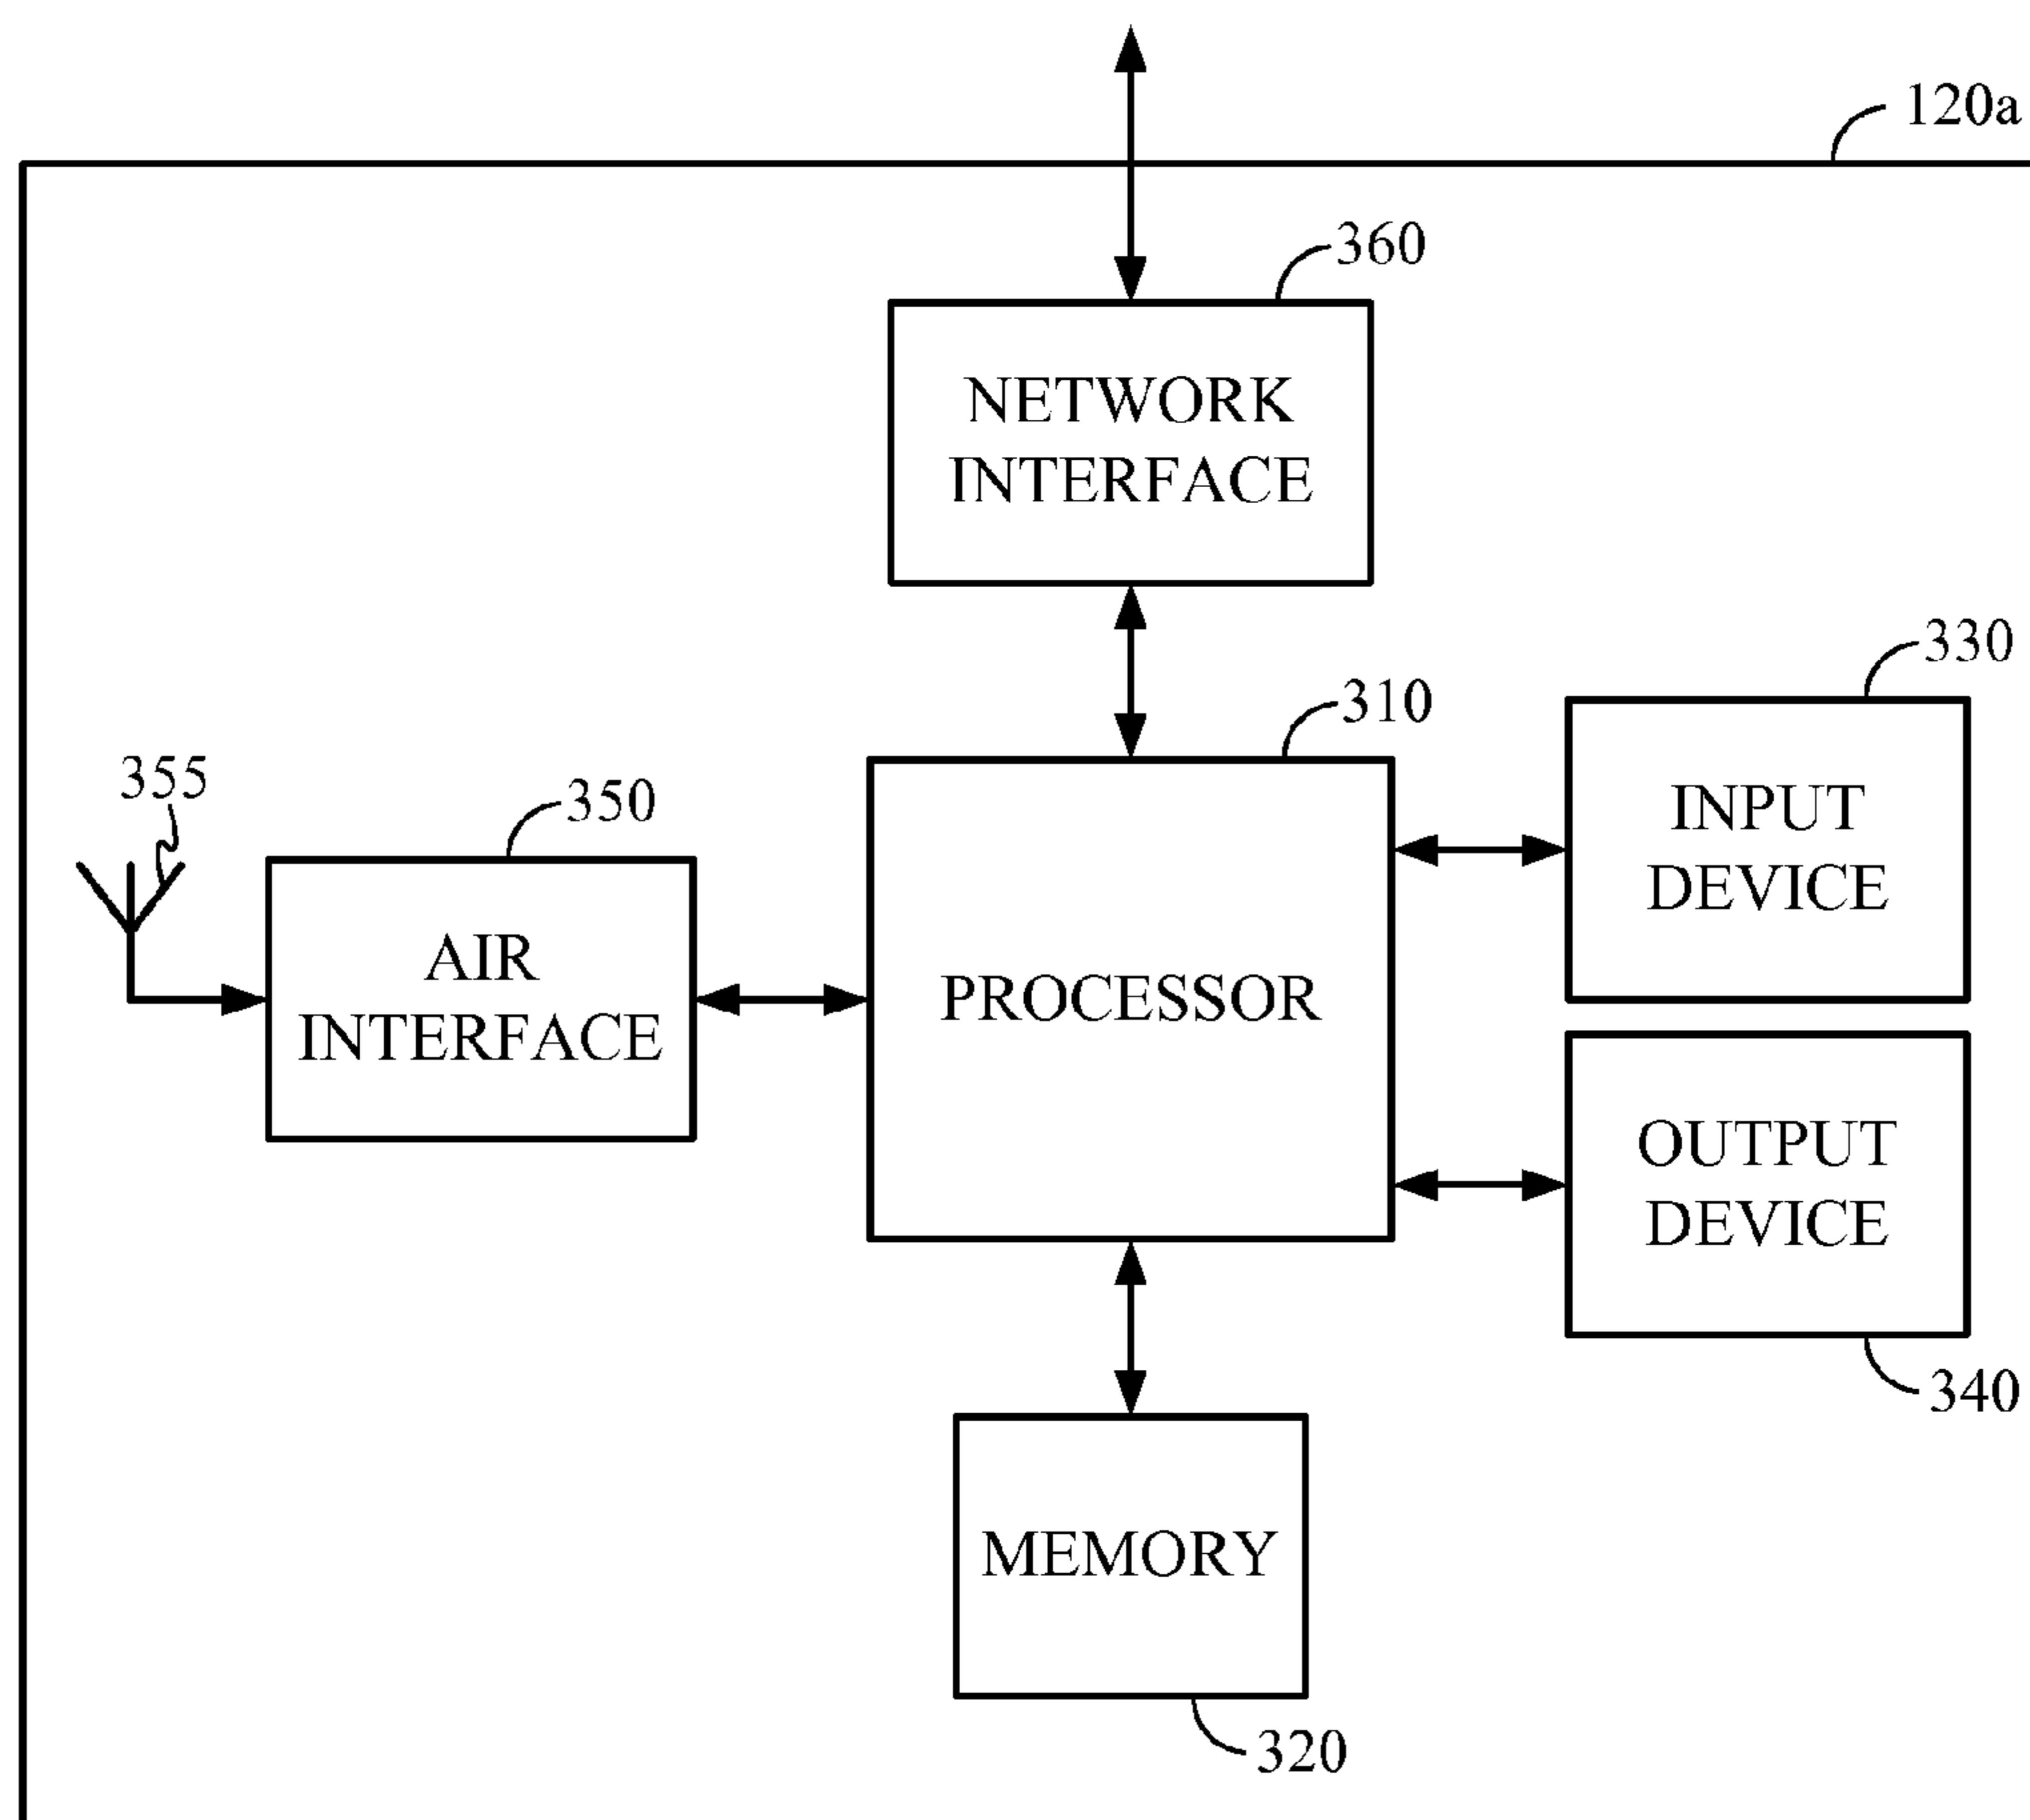 120a
360
NETWORK
INTERFACE
330
310
INPUT
DEVICE
355
350
AIR
INTERFACE
PROCESSOR
OUTPUT
DEVICE
340
MEMORY
320